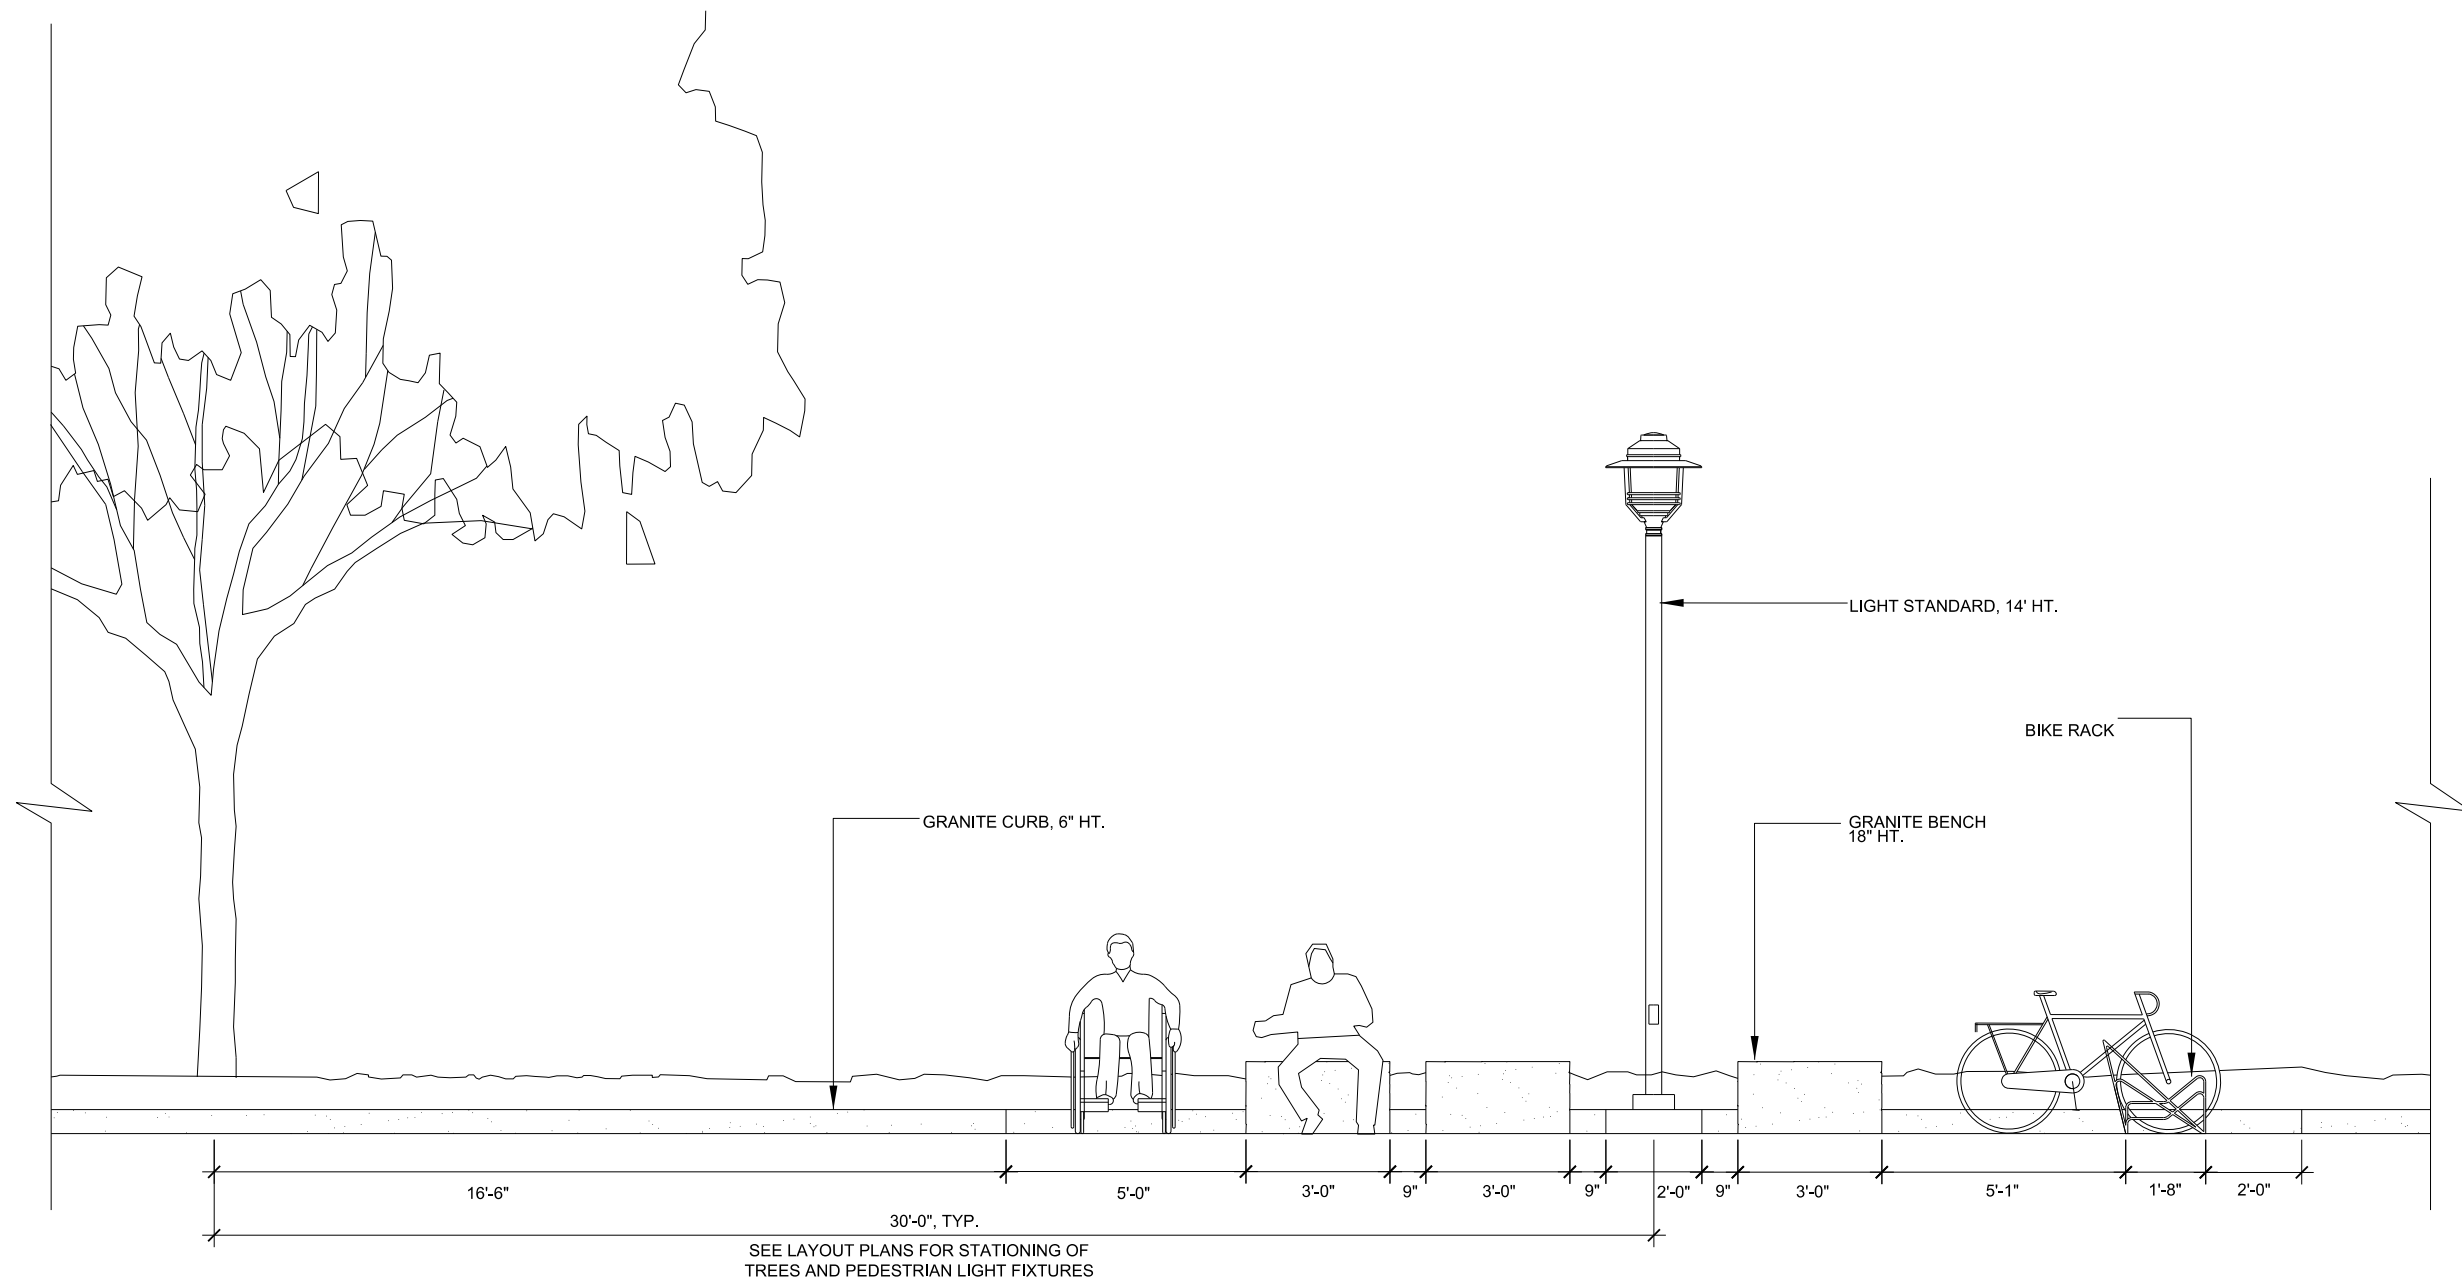 LIGHT STANDARD, 14' HT.
BIKE RACK
GRANITE CURB, 6" HT.
GRANITE BENCH
18" HT.
16'-6"
5'-0"
3'-0"
9"
3'-0"
9"
2'-0"
9"
3'-0"
5'-1"
1'-8"
2'-0"
30'-0", TYP.
SEE LAYOUT PLANS FOR STATIONING OF
TREES AND PEDESTRIAN LIGHT FIXTURES